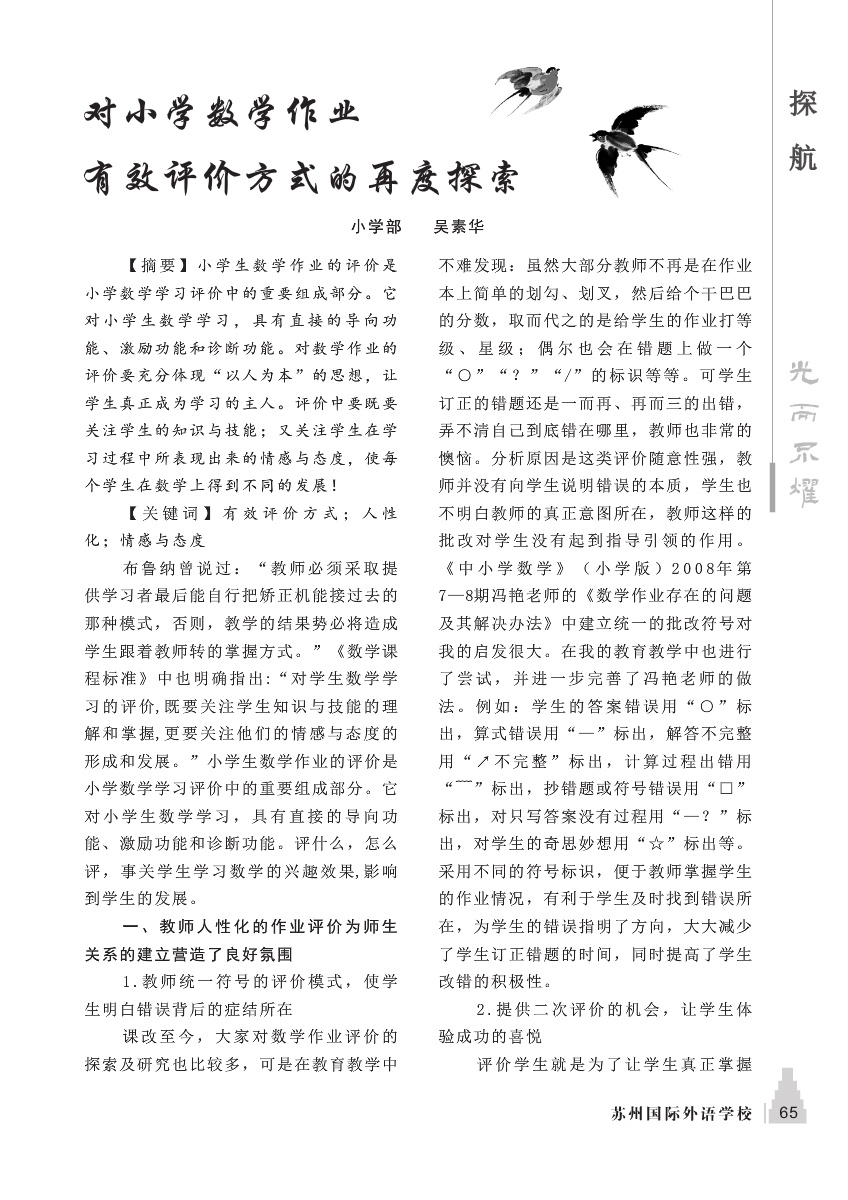 对小学数学作业
有效评价方式的再度探索
小学部 吴素华
【摘要】小学生数学作业的评价是
小学数学学习评价中的重要组成部分。它
对小学生数学学习，具有直接的导向功
能、激励功能和诊断功能。对数学作业的
评价要充分体现“以人为本”的思想，让
学生真正成为学习的主人。评价中要既要
关注学生的知识与技能；又关注学生在学
习过程中所表现出来的情感与态度，使每
个学生在数学上得到不同的发展！
【关键词】有效评价方式；人性
化；情感与态度
布鲁纳曾说过：“教师必须采取提
供学习者最后能自行把矫正机能接过去的
那种模式，否则，教学的结果势必将造成
学生跟着教师转的掌握方式。”《数学课
程标准》中也明确指出:“对学生数学学
习的评价,既要关注学生知识与技能的理
解和掌握,更要关注他们的情感与态度的
形成和发展。”小学生数学作业的评价是
小学数学学习评价中的重要组成部分。它
对小学生数学学习，具有直接的导向功
能、激励功能和诊断功能。评什么，怎么
评，事关学生学习数学的兴趣效果,影响
到学生的发展。
一、教师人性化的作业评价为师生
关系的建立营造了良好氛围
1.教师统一符号的评价模式，使学
生明白错误背后的症结所在
课改至今，大家对数学作业评价的
探索及研究也比较多，可是在教育教学中
不难发现：虽然大部分教师不再是在作业
本上简单的划勾、划叉，然后给个干巴巴
的分数，取而代之的是给学生的作业打等
级、星级；偶尔也会在错题上做一个
“○”“？”“/”的标识等等。可学生
订正的错题还是一而再、再而三的出错，
弄不清自己到底错在哪里，教师也非常的
懊恼。分析原因是这类评价随意性强，教
师并没有向学生说明错误的本质，学生也
不明白教师的真正意图所在，教师这样的
批改对学生没有起到指导引领的作用。
《中小学数学》（小学版）2008年第
7—8期冯艳老师的《数学作业存在的问题
及其解决办法》中建立统一的批改符号对
我的启发很大。在我的教育教学中也进行
了尝试，并进一步完善了冯艳老师的做
法。例如：学生的答案错误用“○”标
出，算式错误用“—”标出，解答不完整
用“↗不完整”标出，计算过程出错用
“﹋”标出，抄错题或符号错误用“□”
标出，对只写答案没有过程用“—？”标
出，对学生的奇思妙想用“☆”标出等。
采用不同的符号标识，便于教师掌握学生
的作业情况，有利于学生及时找到错误所
在，为学生的错误指明了方向，大大减少
了学生订正错题的时间，同时提高了学生
改错的积极性。
2.提供二次评价的机会，让学生体
验成功的喜悦
评价学生就是为了让学生真正掌握
探航
光而不耀
苏州国际外语学校 65